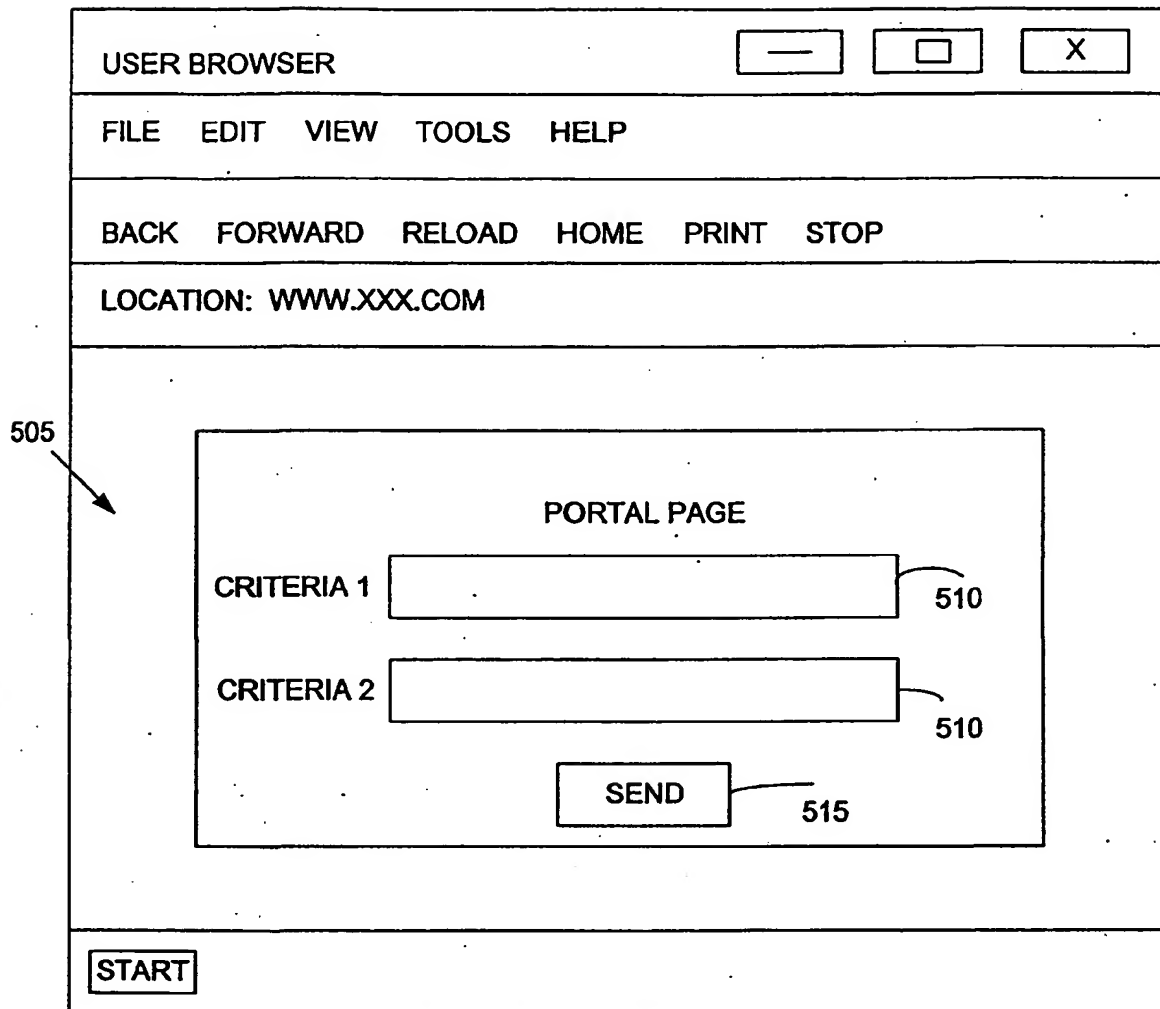 USER BROWSER X
FILE EDIT VIEW TOOLS HELP
BACK FORWARD RELOAD HOME PRINT STOP
LOCATION: WWW.XXX.COM
505
PORTAL PAGE
CRITERIA 1
510
CRITERIA 2
510
SEND
515
START